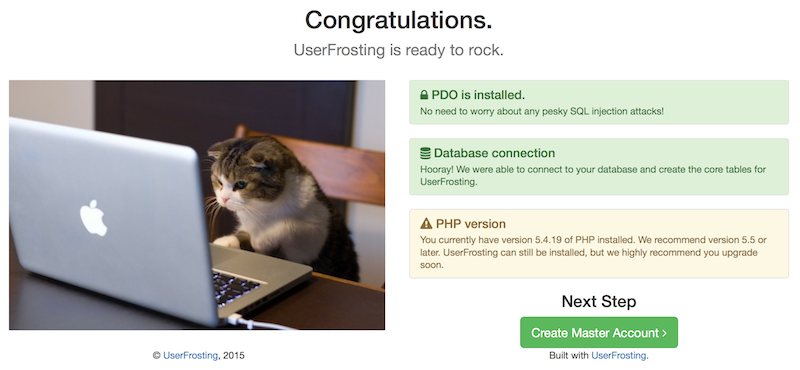 Congratulations.
UserFrosting is ready to rock.
PDO is installed.
No need to worry about any pesky SQL injection attacks!
Database connection
Hooray! We were able to connect to your database and create the core tables for
UserFrosting.
PHP version
You currently have version 5.4.19 of PHP installed. We recommend version 5.5 or
later. UserFrosting can still be installed, but we highly recommend you upgrade
soon.
Next Step
Create Master Account ›
© UserFrosting, 2015
Built with UserFrosting.